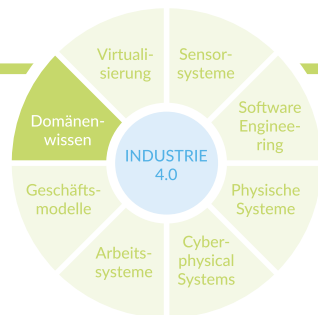 Virtuali-
sierung
Sensor-
systeme
Software
Enginee-
ring
Physische
Systeme
Cyber-
physical
Systems
Arbeits-
systeme
Geschäfts-
modelle
Domänen-
wissen
INDUSTRIE
4.0